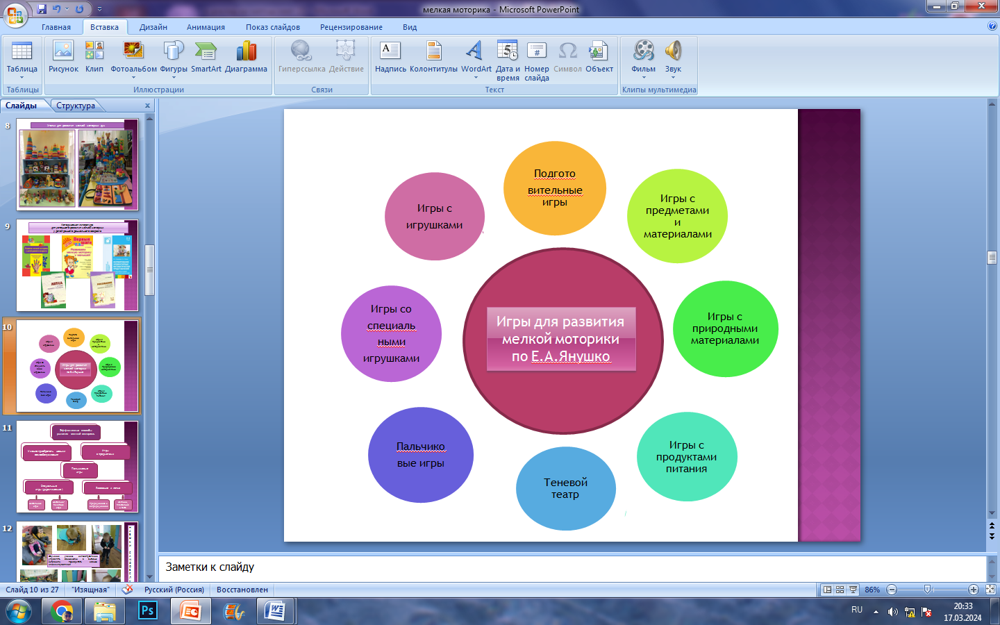 мелкая моторика - Microsoft PowerPoint
Главная Вставка Дизайн Анимация Показ слайдов Рецензирование Вид
Таблица Рисунок Клип Фотоальбом Фигуры SmartArt Диаграмма Гиперссылка Действие Надпись Колонтитулы WordArt Дата и время Номер слайда Символ Объект Фильм Звук
Таблицы Иллюстрации Связи Текст Клипы мультимедиа
Слайды Структура x
8
9
10
11
12
Подгото
вительные
игры
Игры с
игрушками
Игры с
предметами
и
материалами
Игры со
специаль
ными
игрушками
Игры для развития
мелкой моторики
по Е.А.Янушко
Игры с
природными
материалами
Пальчико
вые игры
Теневой
театр
Игры с
продуктами
питания
Заметки к слайду
Слайд 10 из 27 "Изящная" Русский (Россия) Восстановлен 86%
Ps
RU 20:33
17.03.2024